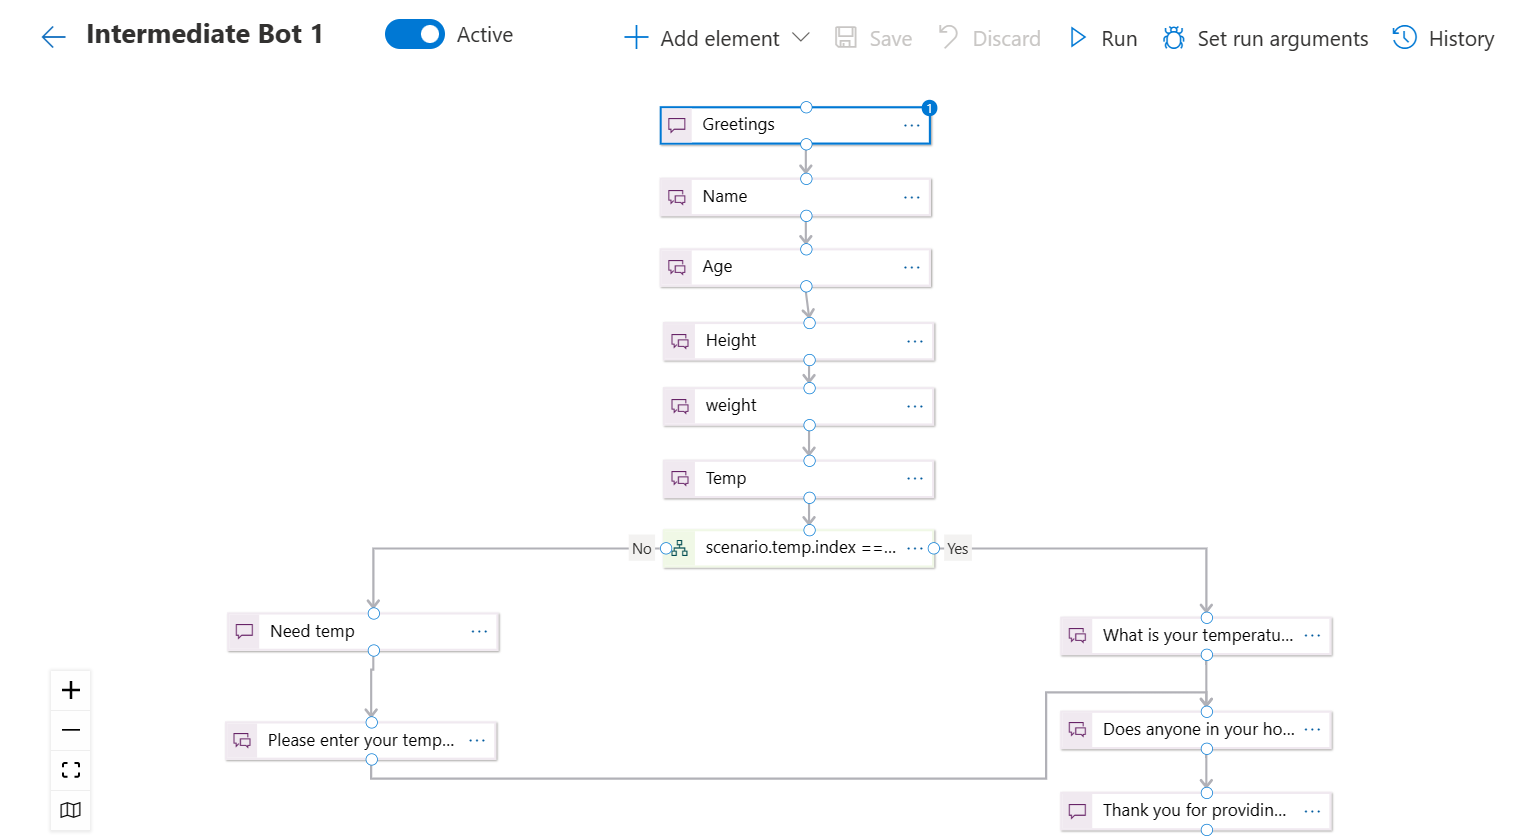 Intermediate Bot 1
Active
Add element
Save
Discard
Run
Set run arguments
History
1
Greetings
Name
Age
Height
weight
Temp
No
scenario.temp.index ==...
Yes
Need temp
What is your temperatu...
Please enter your temp...
Does anyone in your ho...
Thank you for providin...